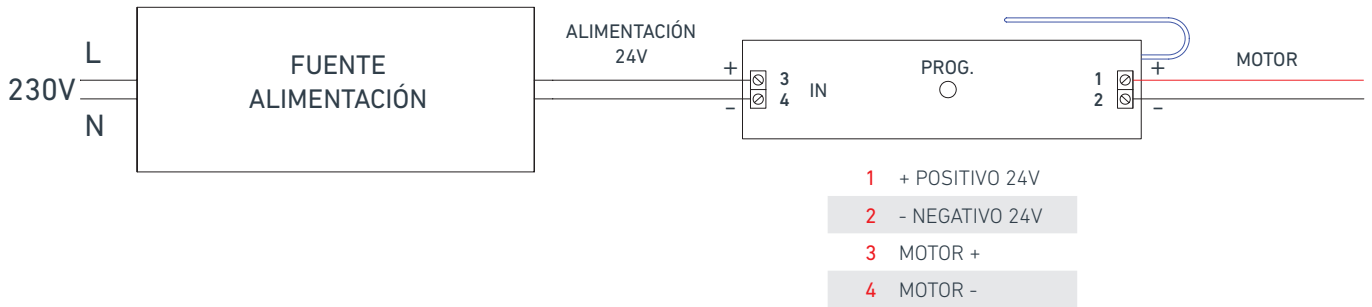 L
230V
N
FUENTE
ALIMENTACIÓN
ALIMENTACIÓN
24V
+
-
3
4
IN
PROG.
1
2
+
-
MOTOR
1 + POSITIVO 24V
2 - NEGATIVO 24V
3 MOTOR +
4 MOTOR -